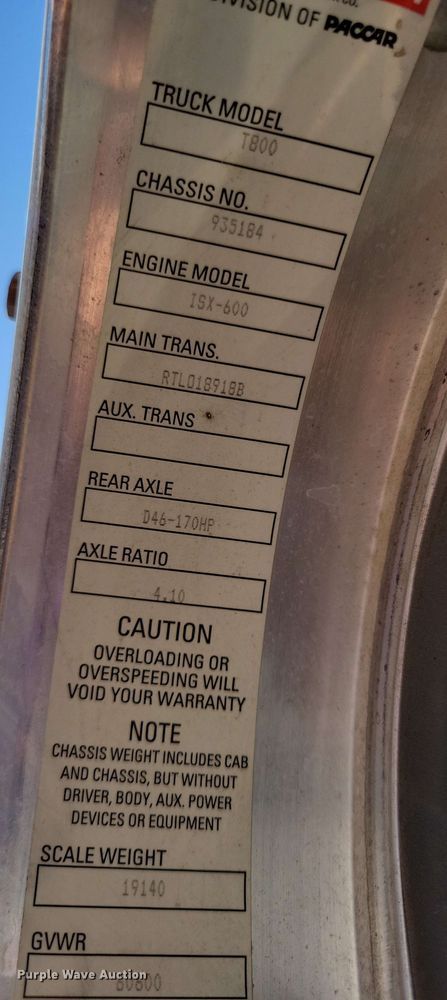 DIVISION OF PACCAR
TRUCK MODEL
T800
CHASSIS NO.
935184
ENGINE MODEL
ISX-600
MAIN TRANS.
RTLO18918B
AUX. TRANS
REAR AXLE
D46-170HP
AXLE RATIO
4.10
CAUTION
OVERLOADING OR
OVERSPEEDING WILL
VOID YOUR WARRANTY
NOTE
CHASSIS WEIGHT INCLUDES CAB
AND CHASSIS, BUT WITHOUT
DRIVER, BODY, AUX. POWER
DEVICES OR EQUIPMENT
SCALE WEIGHT
19140
GVWR
Purple Wave Auction